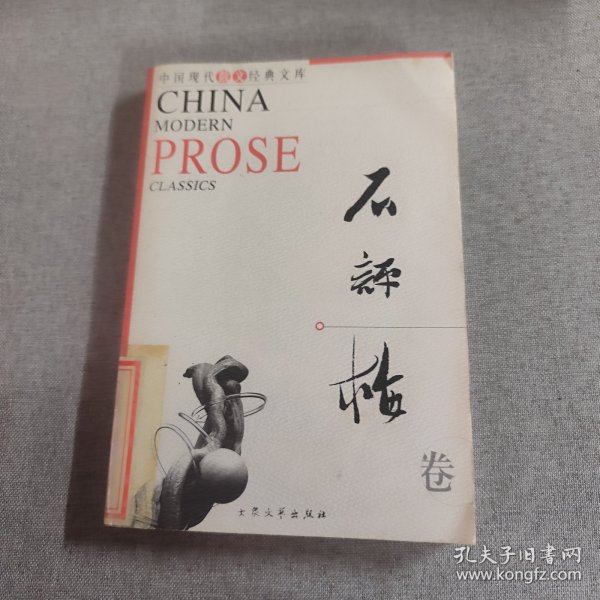 中国现代散文经典文库
CHINA
MODERN
PROSE
CLASSICS
石評梅
卷
大众文艺出版社
孔夫子旧书网
www.kongfz.com